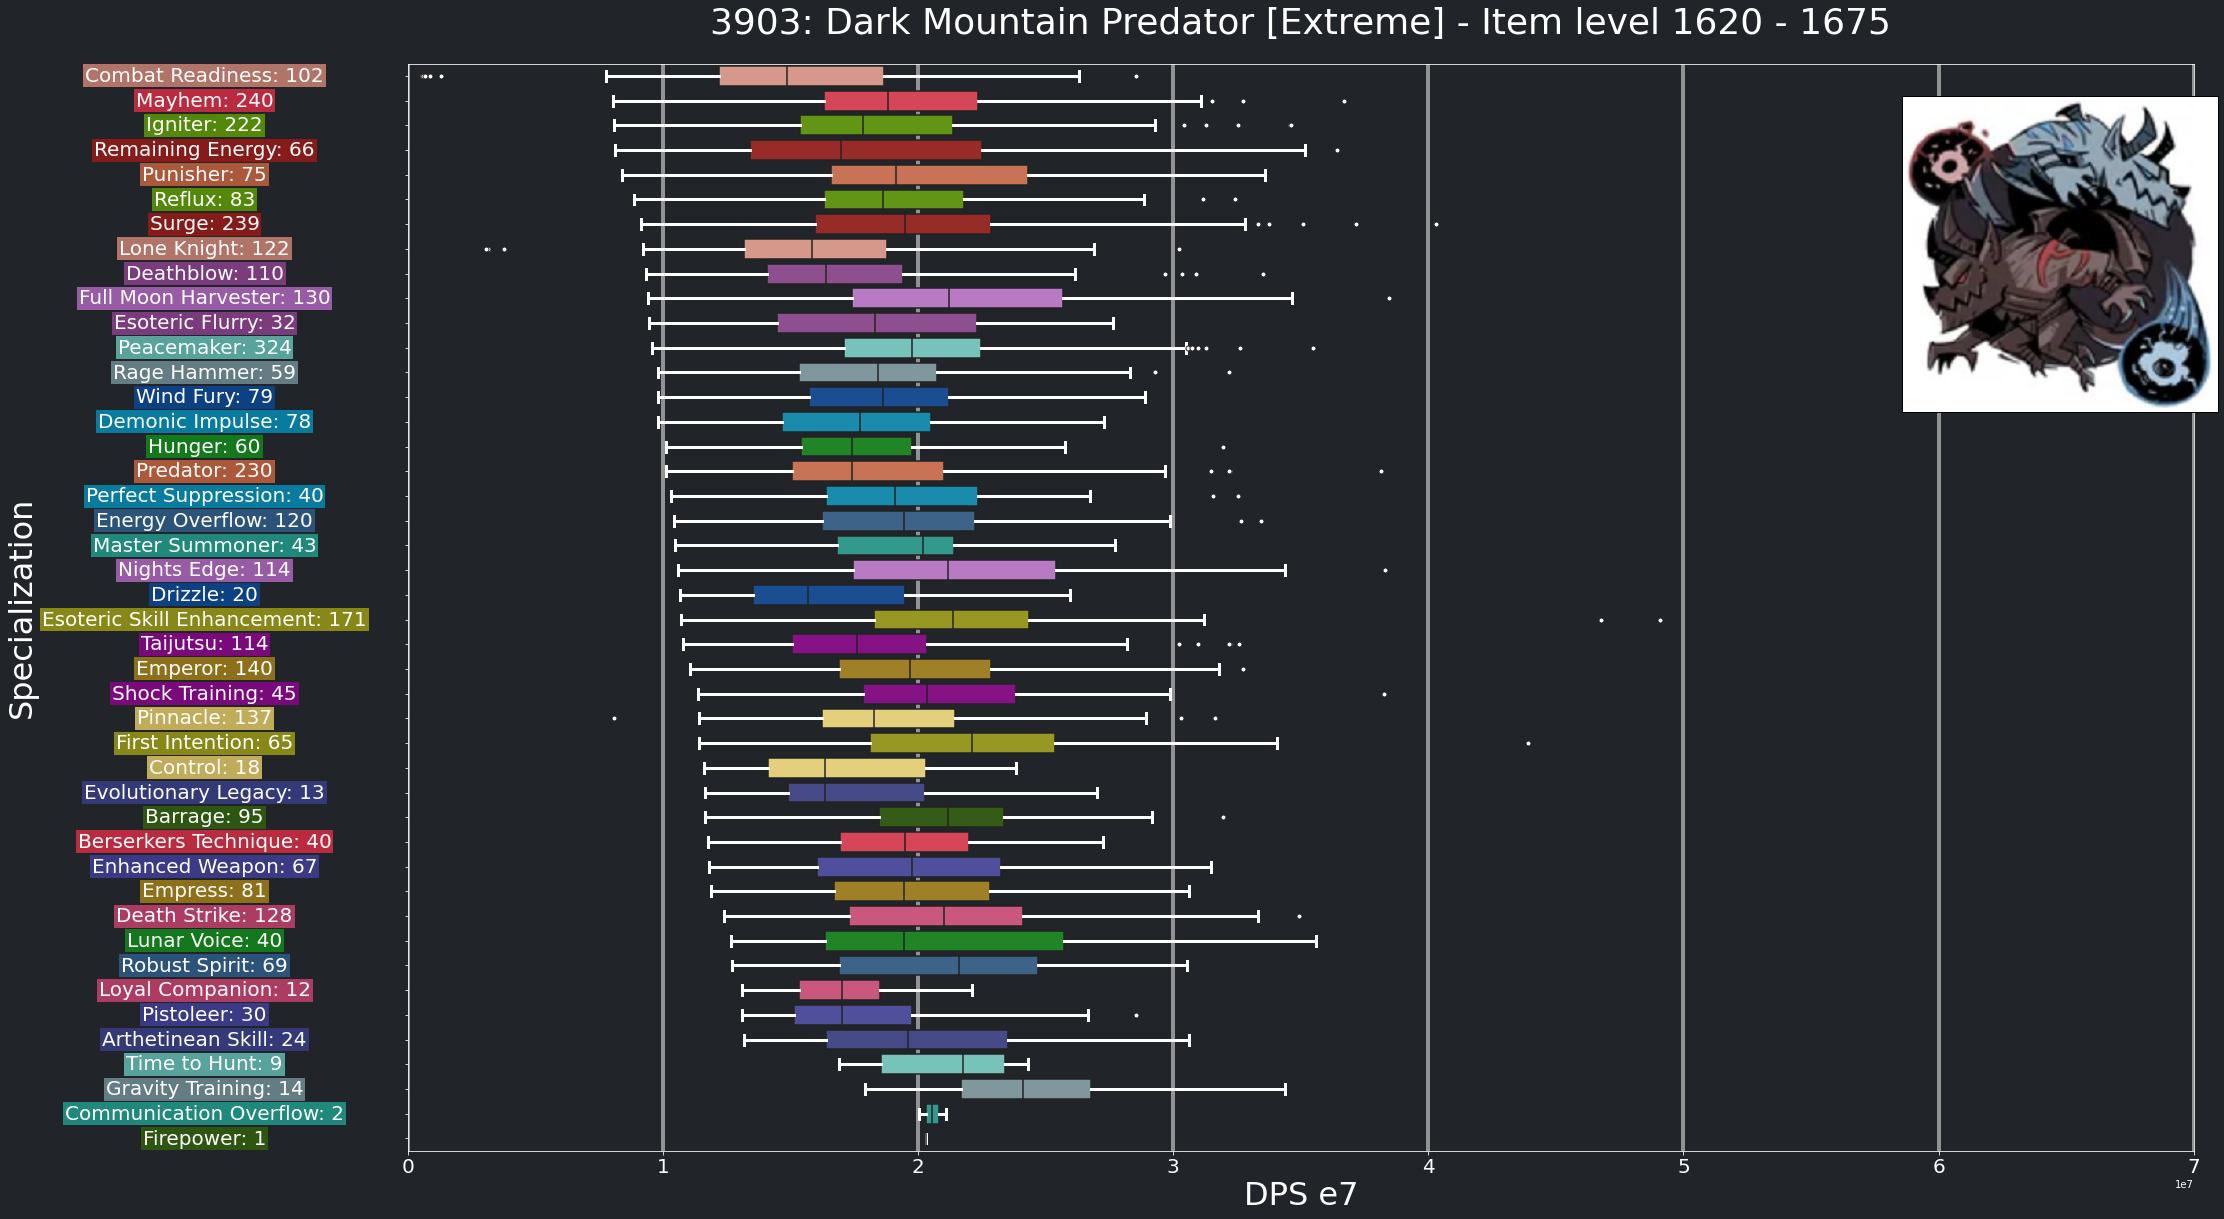 3903: Dark Mountain Predator [Extreme] - Item level 1620 - 1675
Specialization
Combat Readiness: 102
Mayhem: 240
Igniter: 222
Remaining Energy: 66
Punisher: 75
Reflux: 83
Surge: 239
Lone Knight: 122
Deathblow: 110
Full Moon Harvester: 130
Esoteric Flurry: 32
Peacemaker: 324
Rage Hammer: 59
Wind Fury: 79
Demonic Impulse: 78
Hunger: 60
Predator: 230
Perfect Suppression: 40
Energy Overflow: 120
Master Summoner: 43
Nights Edge: 114
Drizzle: 20
Esoteric Skill Enhancement: 171
Taijutsu: 114
Emperor: 140
Shock Training: 45
Pinnacle: 137
First Intention: 65
Control: 18
Evolutionary Legacy: 13
Barrage: 95
Berserkers Technique: 40
Enhanced Weapon: 67
Empress: 81
Death Strike: 128
Lunar Voice: 40
Robust Spirit: 69
Loyal Companion: 12
Pistoleer: 30
Arthetinean Skill: 24
Time to Hunt: 9
Gravity Training: 14
Communication Overflow: 2
Firepower: 1
0 1 2 3 4 5 6 7
1e7
DPS e7